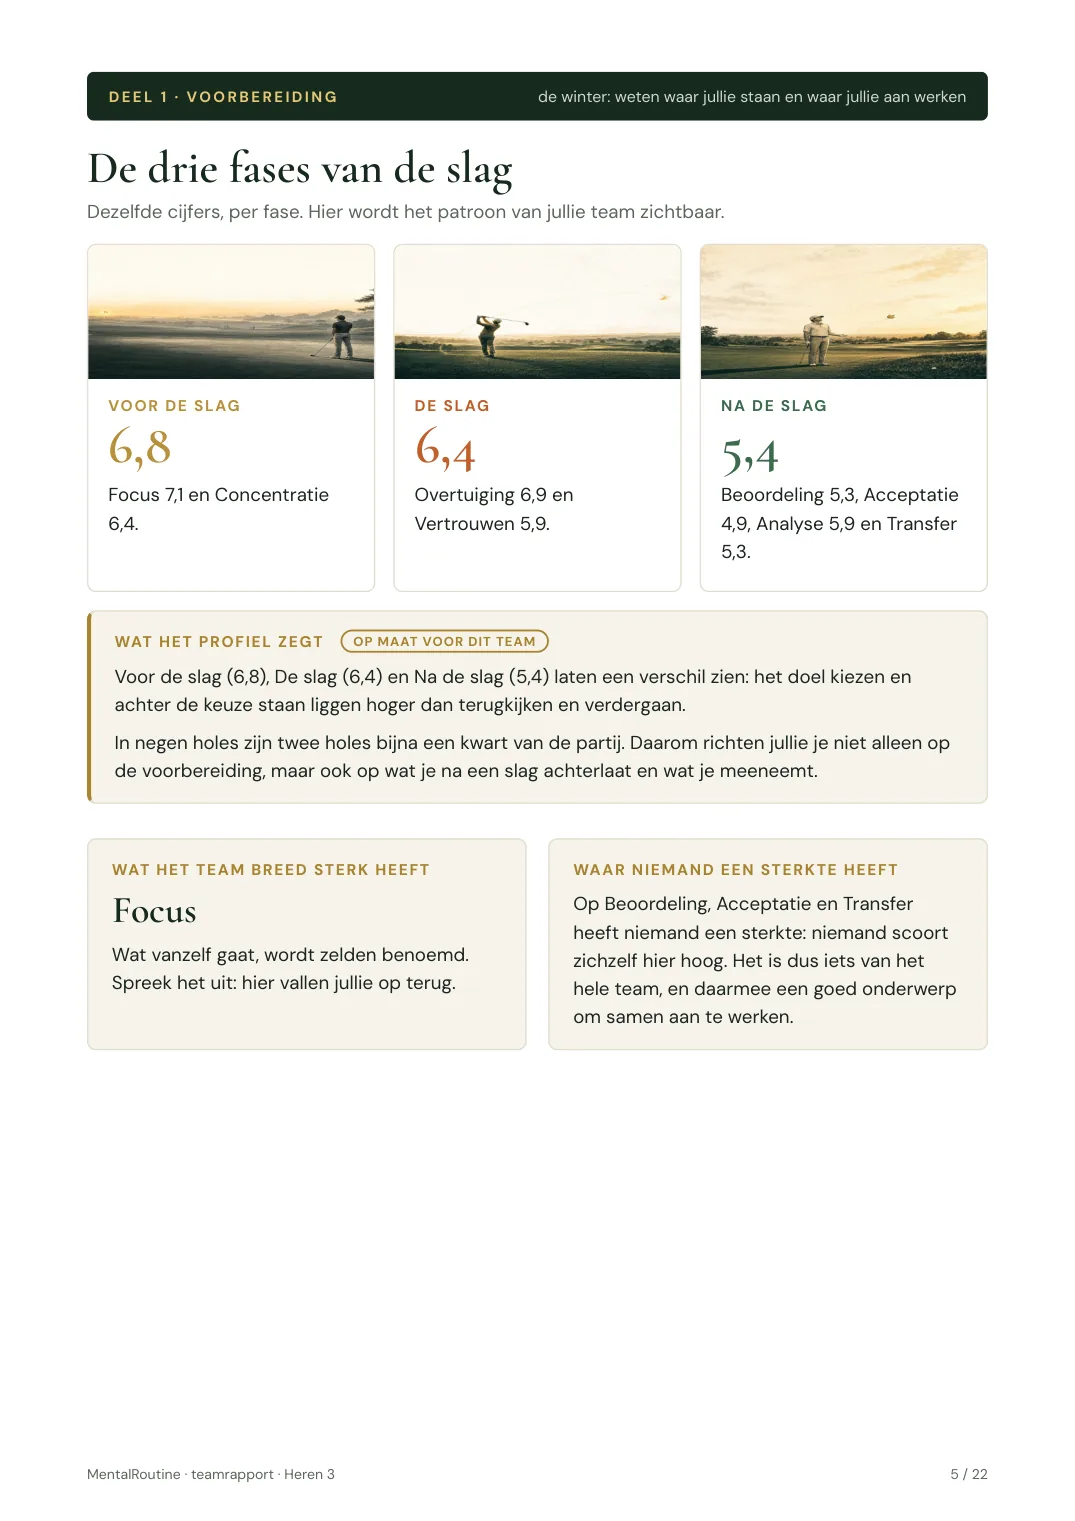 DEEL 1 · VOORBEREIDING
de winter: weten waar jullie staan en waar jullie aan werken
De drie fases van de slag
Dezelfde cijfers, per fase. Hier wordt het patroon van jullie team zichtbaar.
VOOR DE SLAG
6,8
Focus 7,1 en Concentratie
6,4.
DE SLAG
6,4
Overtuiging 6,9 en
Vertrouwen 5,9.
NA DE SLAG
5,4
Beoordeling 5,3, Acceptatie
4,9, Analyse 5,9 en Transfer
5,3.
WAT HET PROFIEL ZEGT
OP MAAT VOOR DIT TEAM
Voor de slag (6,8), De slag (6,4) en Na de slag (5,4) laten een verschil zien: het doel kiezen en
achter de keuze staan liggen hoger dan terugkijken en verdergaan.
In negen holes zijn twee holes bijna een kwart van de partij. Daarom richten jullie je niet alleen op
de voorbereiding, maar ook op wat je na een slag achterlaat en wat je meeneemt.
WAT HET TEAM BREED STERK HEEFT
Focus
Wat vanzelf gaat, wordt zelden benoemd.
Spreek het uit: hier vallen jullie op terug.
WAAR NIEMAND EEN STERKTE HEEFT
Op Beoordeling, Acceptatie en Transfer
heeft niemand een sterkte: niemand scoort
zichzelf hier hoog. Het is dus iets van het
hele team, en daarmee een goed onderwerp
om samen aan te werken.
MentalRoutine · teamrapport · Heren 3
5 / 22